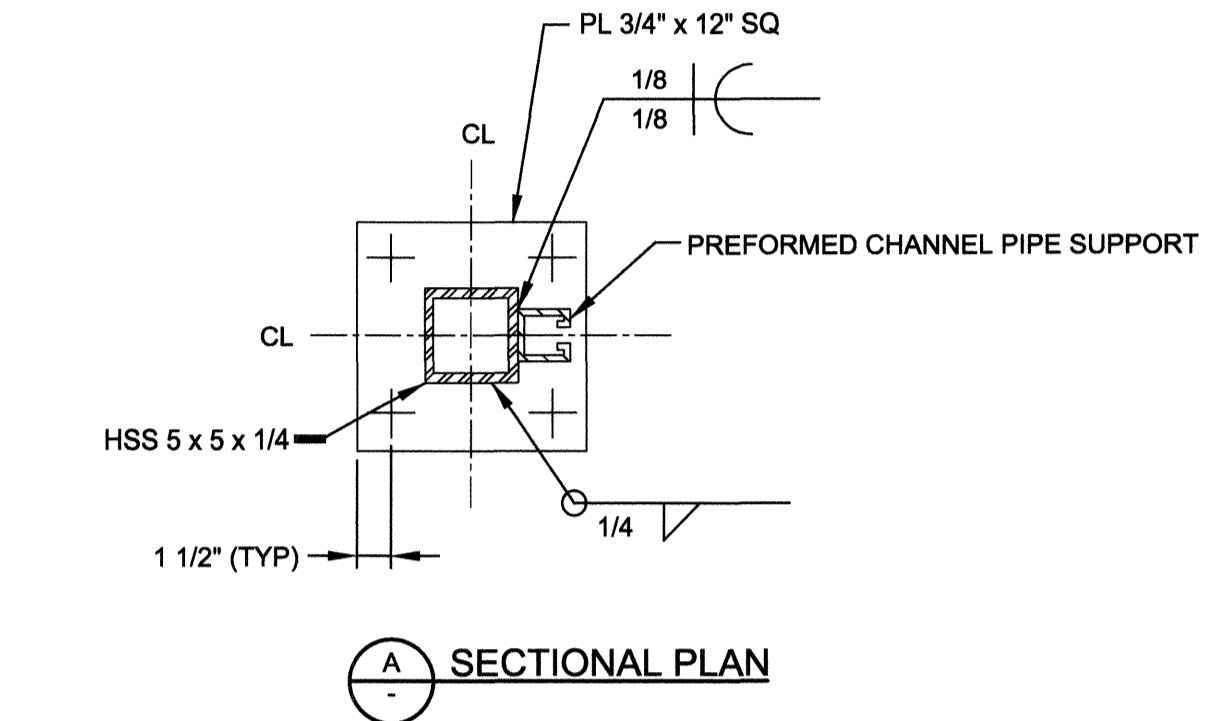 PL 3/4" x 12" SQ
1/8
1/8
CL
PREFORMED CHANNEL PIPE SUPPORT
CL
HSS 5 x 5 x 1/4
1/4
1 1/2" (TYP)
A
-
SECTIONAL PLAN